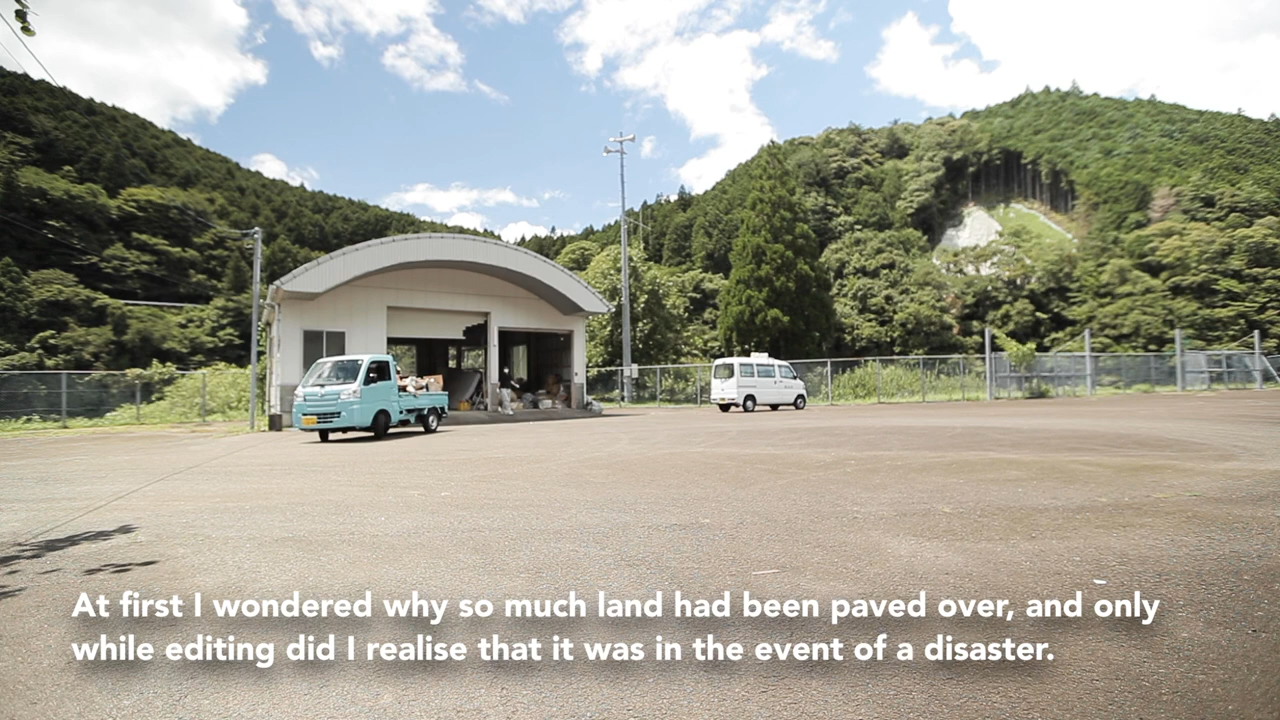 At first I wondered why so much land had been paved over, and only
while editing did I realise that it was in the event of a disaster.